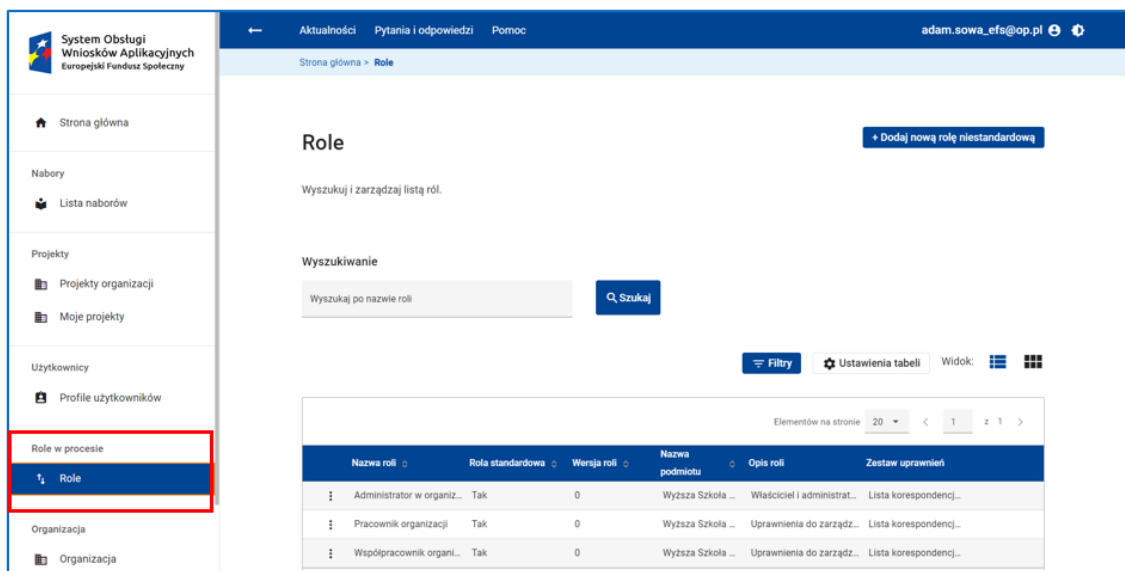 System Obsługi
Wniosków Aplikacyjnych
Europejski Fundusz Społeczny
Strona główna
Nabory
Lista naborów
Projekty
Projekty organizacji
Moje projekty
Użytkownicy
Profile użytkowników
Role w procesie
Role
Organizacja
Organizacja
Aktualności Pytania i odpowiedzi Pomoc adam.sowa_efs@op.pl
Strona główna > Role
Role
+ Dodaj nową rolę niestandardową
Wyszukuj i zarządzaj listą ról.
Wyszukiwanie
Wyszukaj po nazwie roli
Szukaj
Filtry Ustawienia tabeli Widok:
Elementów na stronie 20 < 1 z 1 >
Nazwa roli Rola standardowa Wersja roli Nazwa podmiotu Opis roli Zestaw uprawnień
Administrator w organiz... Tak 0 Wyższa Szkoła ... Właściciel i administrat... Lista korespondencj...
Pracownik organizacji Tak 0 Wyższa Szkoła ... Uprawnienia do zarządz... Lista korespondencj...
Współpracownik organi... Tak 0 Wyższa Szkoła ... Uprawnienia do zarządz... Lista korespondencj...